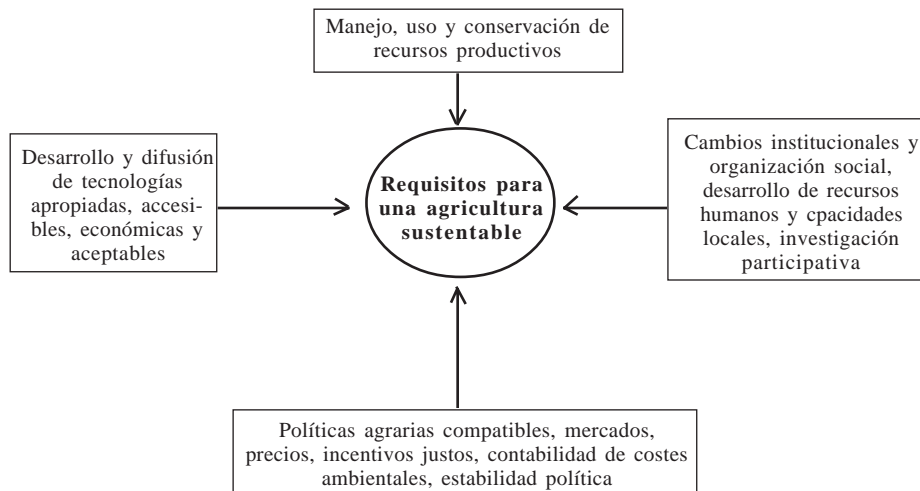 Manejo, uso y conservación de
recursos productivos
Desarrollo y difusión
de tecnologías
apropiadas, accesi-
bles, económicas y
aceptables
Requisitos para
una agricultura
sustentable
Cambios institucionales y
organización social,
desarrollo de recursos
humanos y cpacidades
locales, investigación
participativa
Políticas agrarias compatibles, mercados,
precios, incentivos justos, contabilidad de costes
ambientales, estabilidad política